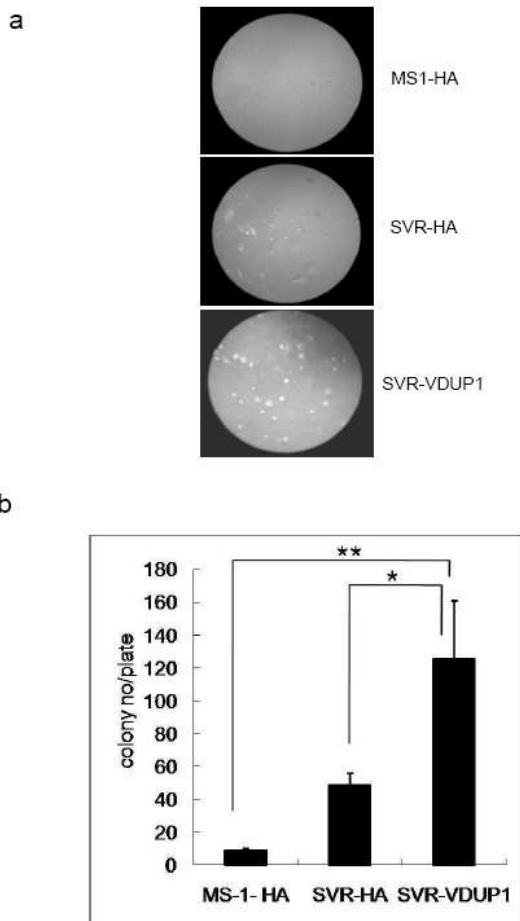 a
MS1-HA
SVR-HA
SVR-VDUP1
b
**
*
180
160
140
120
100
80
60
40
20
0
colony no/plate
MS-1- HA SVR-HA SVR-VDUP1